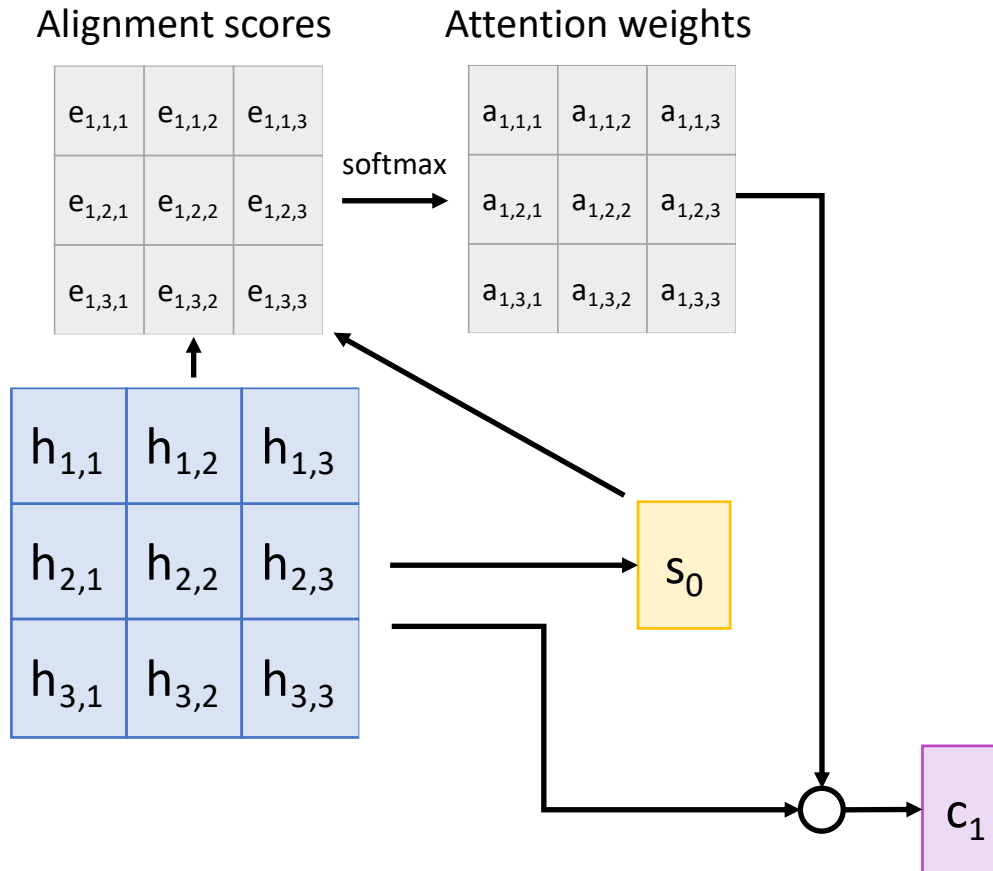 Alignment scores Attention weights
e1,1,1 e1,1,2 e1,1,3 a1,1,1 a1,1,2 a1,1,3
softmax
e1,2,1 e1,2,2 e1,2,3 a1,2,1 a1,2,2 a1,2,3
e1,3,1 e1,3,2 e1,3,3 a1,3,1 a1,3,2 a1,3,3
h1,1 h1,2 h1,3
h2,1 h2,2 h2,3 s0
h3,1 h3,2 h3,3
c1